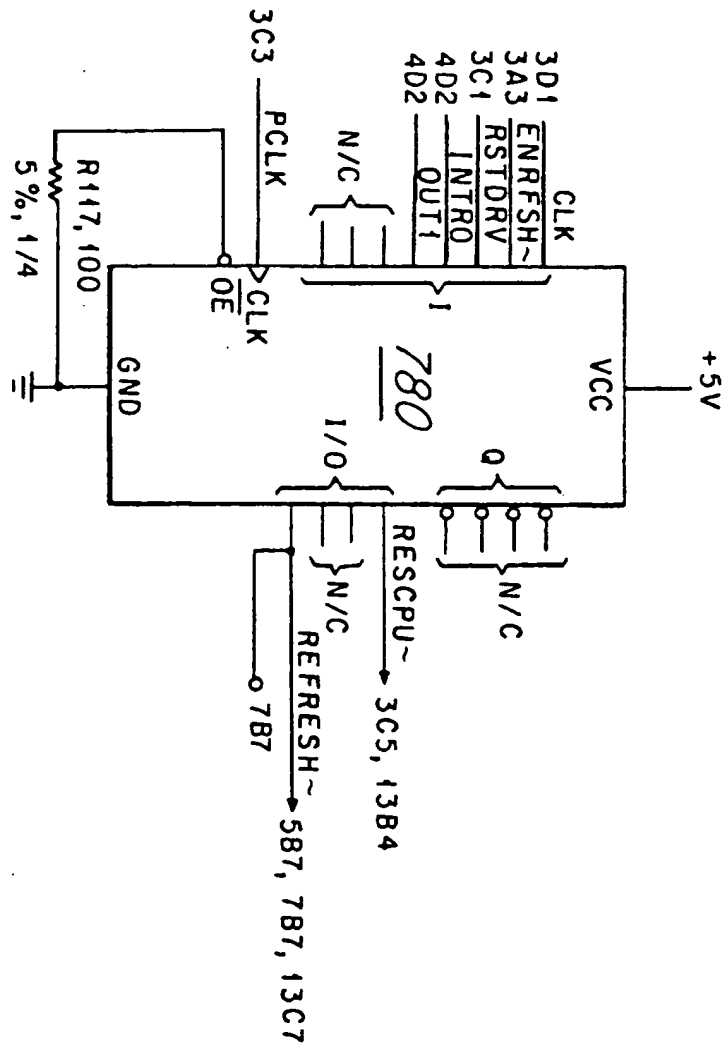 +5V
VCC
3D1 CLK
3A3 ENRFSH~
3C1 RSTDRV
4D2 INTRO
4D2 OUT1
I
Q
N/C
780
N/C
I/O
RESCPU~ 3C5, 13B4
N/C
REFRESH~ 5B7, 7B7, 13C7
7B7
3C3 PCLK
CLK
OE
GND
R117, 100
5%, 1/4